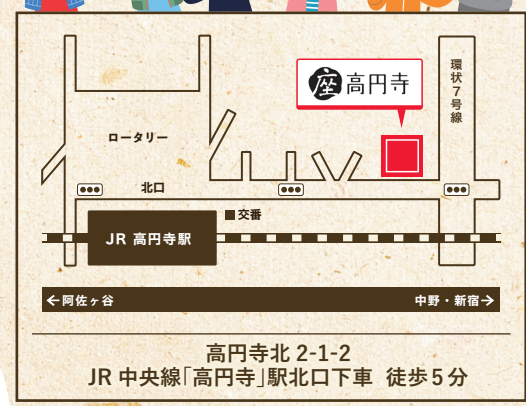 環状7号線
座高円寺
ロータリー
北口
交番
JR 高円寺駅
←阿佐ヶ谷
中野・新宿→
高円寺北 2-1-2
JR 中央線「高円寺」駅北口下車 徒歩5分